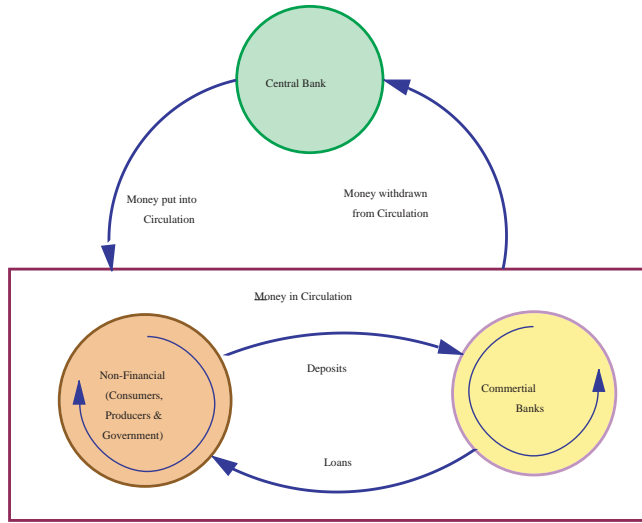 Central Bank
Money put into
Circulation
Money withdrawn
from Circulation
Money in Circulation
Deposits
Non-Financial
(Consumers,
Producers &
Government)
Commertial
Banks
Loans